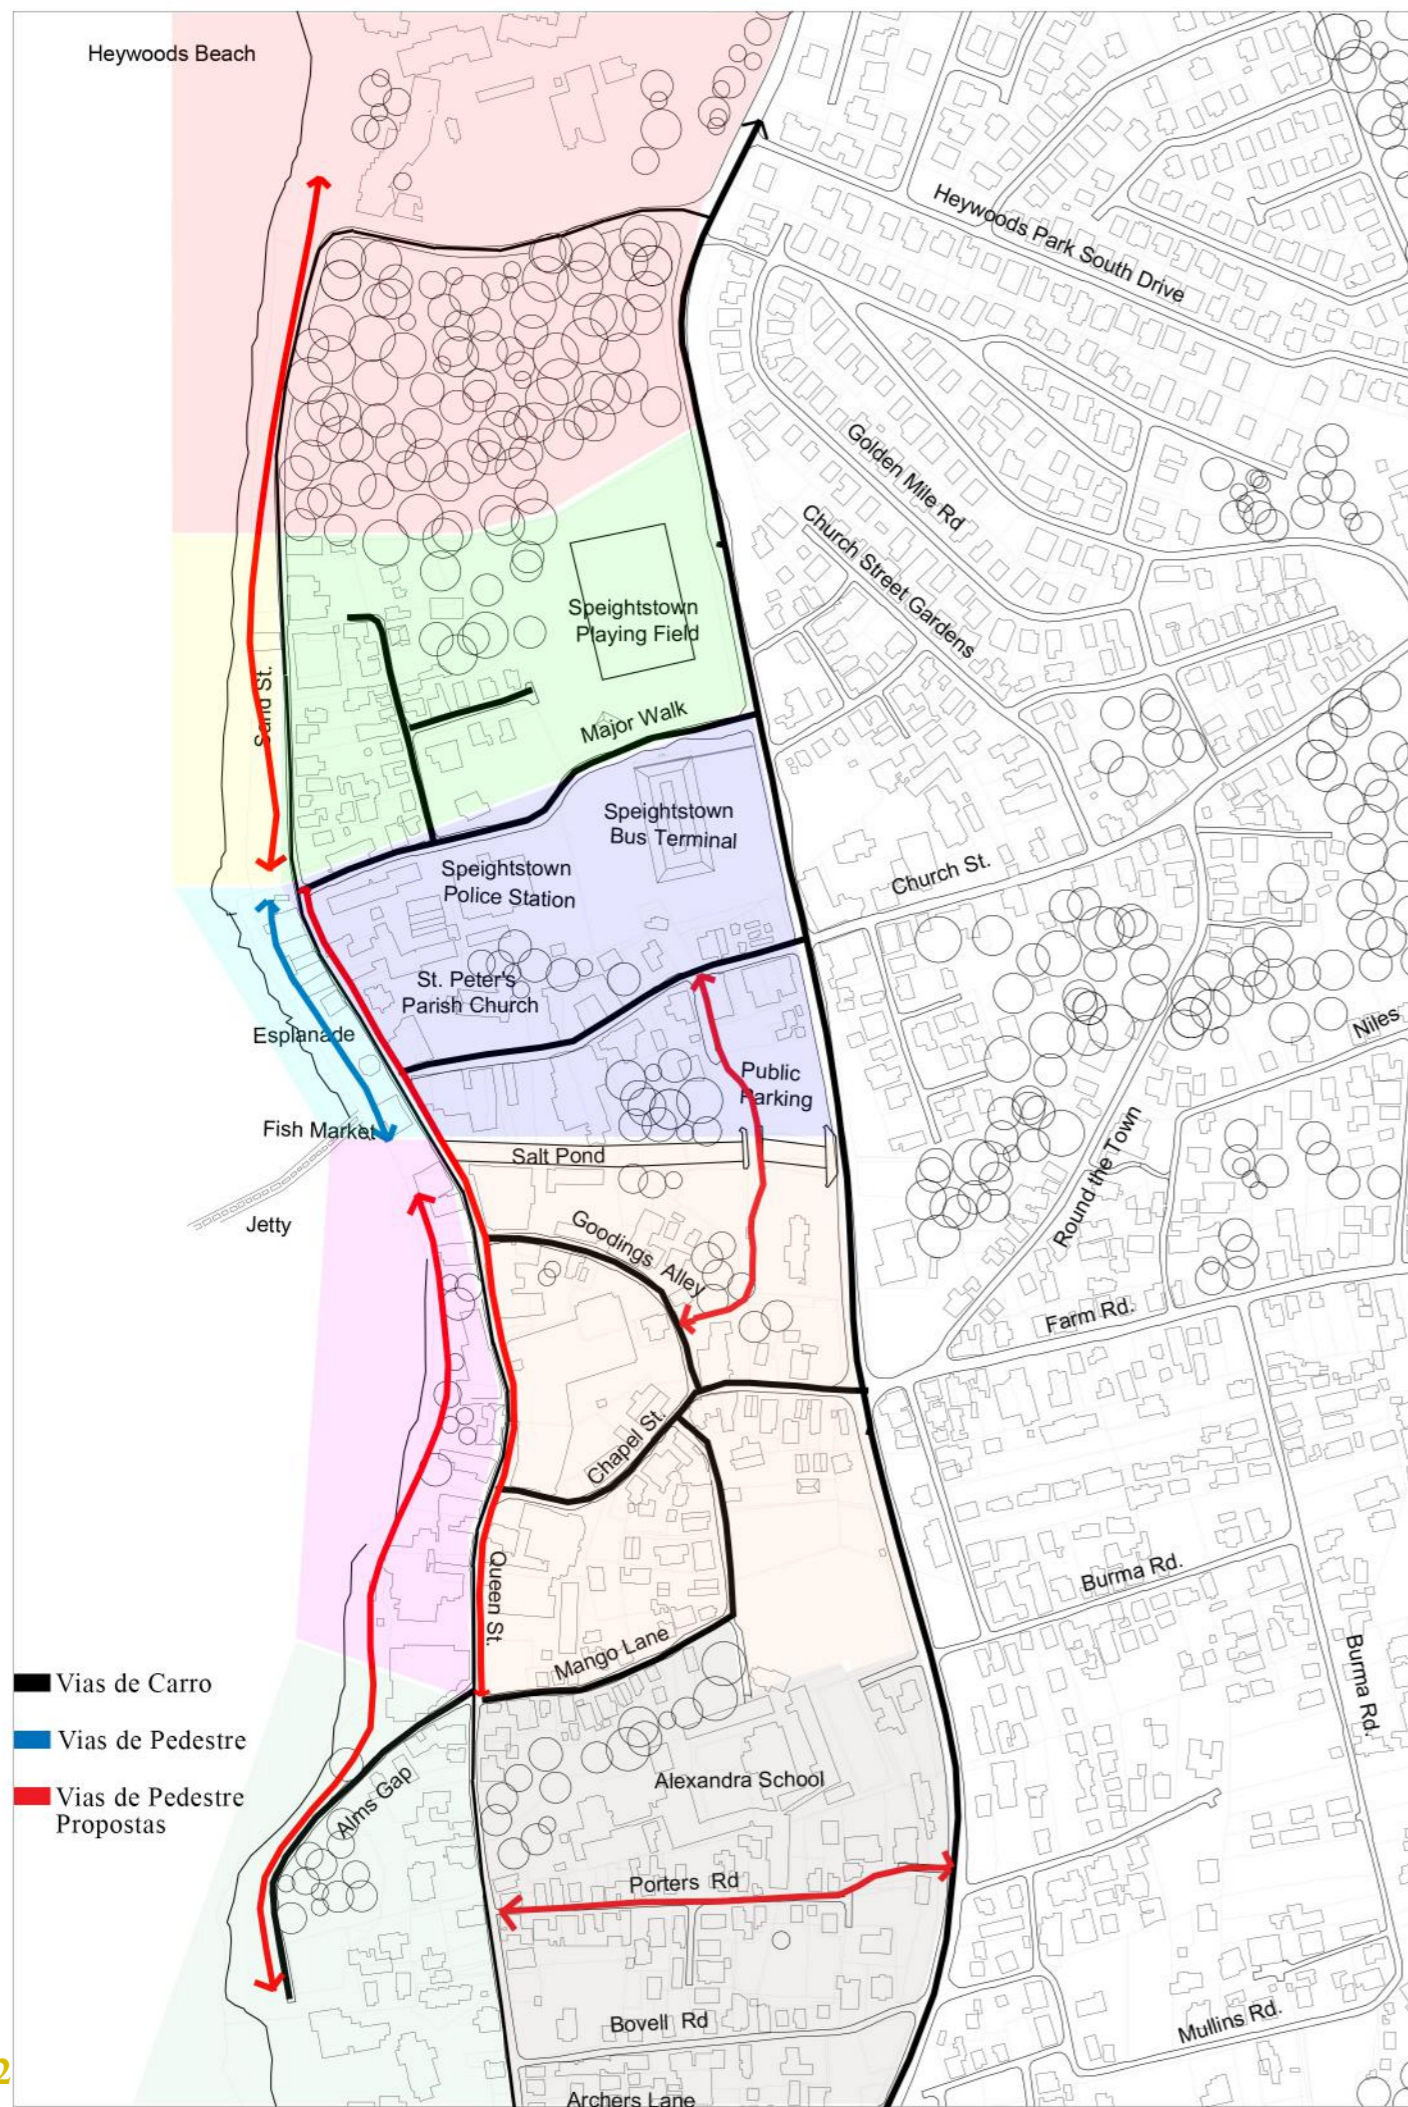 Heywoods Beach
Heywoods Park South Drive
Golden Mile Rd
Church Street Gardens
Speightstown
Playing Field
Sand St.
Major Walk
Speightstown
Bus Terminal
Speightstown
Police Station
Church St.
St. Peter's
Parish Church
Esplanade
Niles
Public
Parking
Fish Market
Salt Pond
Jetty
Round the Town
Goodings Alley
Farm Rd.
Chapel St.
Queen St.
Burma Rd.
Mango Lane
Burma Rd.
Vias de Carro
Vias de Pedestre
Vias de Pedestre
Propostas
Alms Gap
Alexandra School
Porters Rd
Bovell Rd
Mullins Rd.
2
Archers Lane